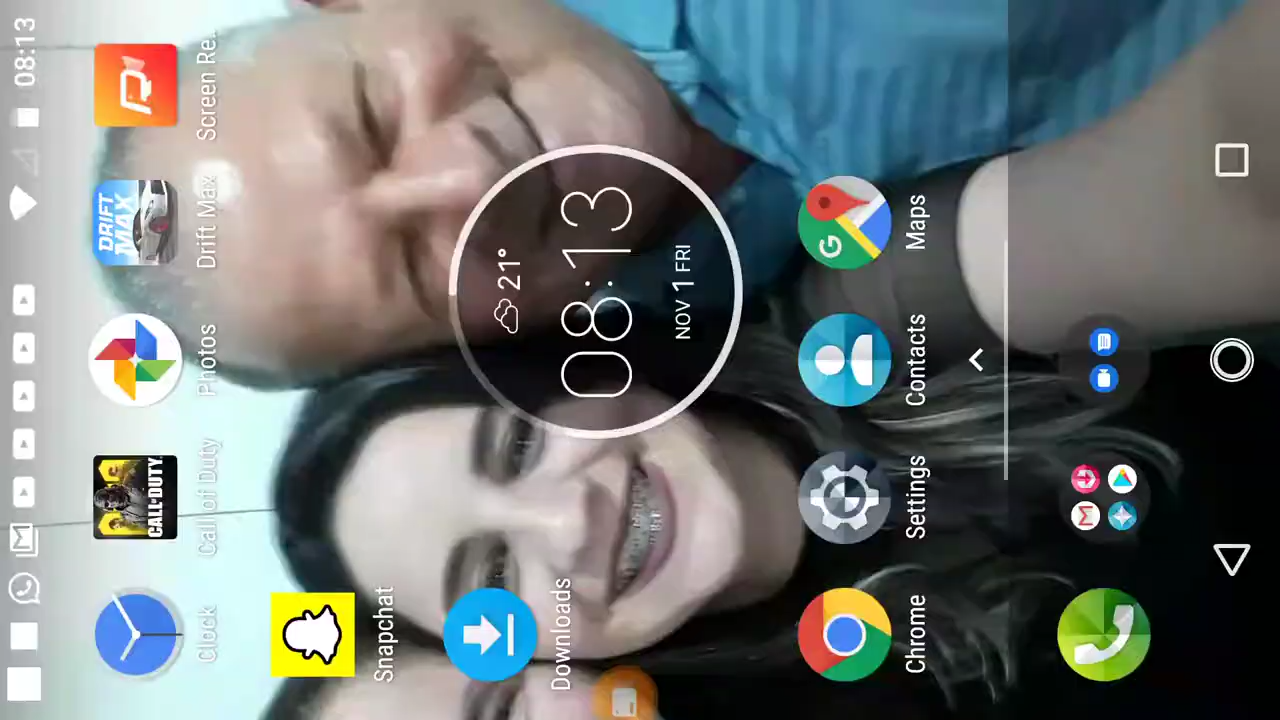 08:13
21°
08:13
NOV 1 FRI
Clock
CALL OF DUTY
Call of Duty
Photos
DRIFT MAX
Drift Max
Screen Re..
Snapchat
Downloads
Chrome
Settings
Contacts
G
Maps